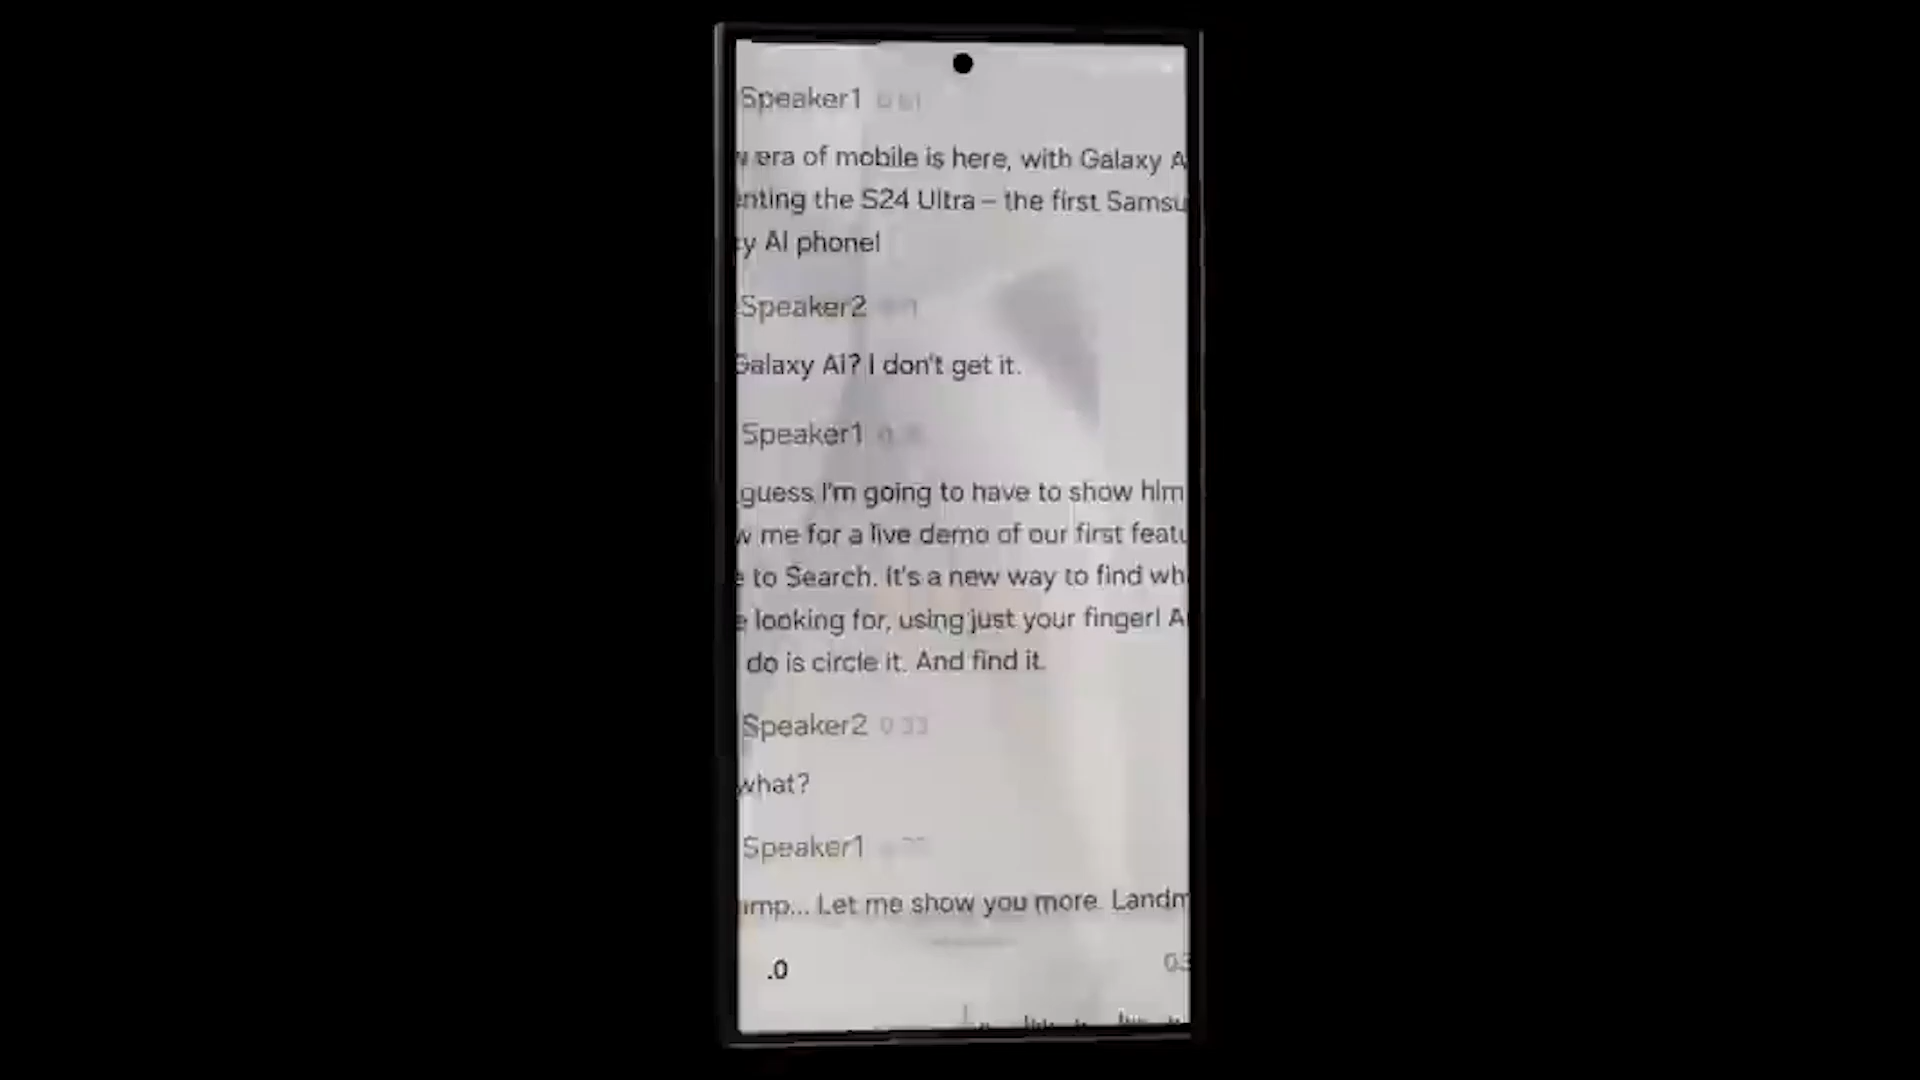 Speaker1
era of mobile is here, with Galaxy A
nting the S24 Ultra – the first Samsu
y AI phone!
Speaker2
Galaxy AI? I don't get it.
Speaker1
guess I'm going to have to show him
w me for a live demo of our first featu
e to Search. It's a new way to find wh
e looking for, using just your finger! A
do is circle it. And find it.
Speaker2 0:33
what?
Speaker1
mp... Let me show you more. Landm
.0